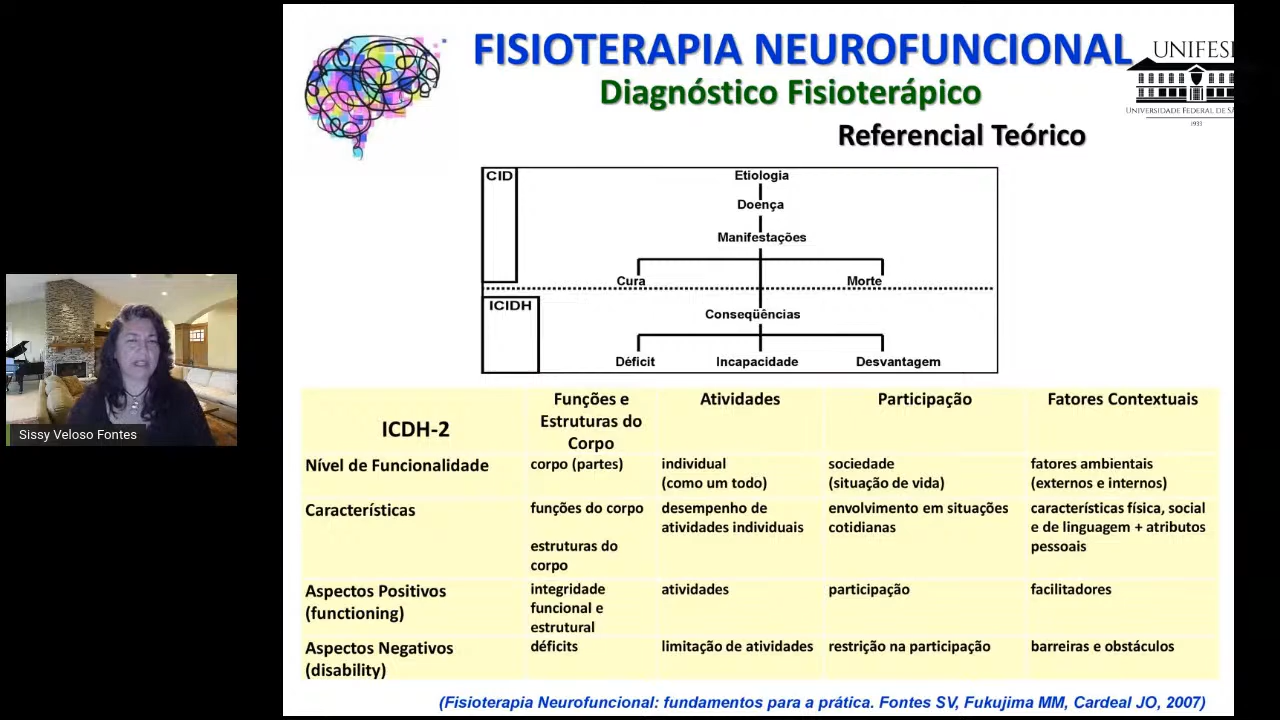 FISIOTERAPIA NEUROFUNCIONAL
Diagnóstico Fisioterápico
Referencial Teórico
1933
CID
Etiologia
Doença
Manifestações
Cura
Morte
ICIDH
Conseqüências
Déficit
Incapacidade
Desvantagem
Sissy Veloso Fontes
ICDH-2
Funções e
Estruturas do
Corpo
Atividades
Participação
Fatores Contextuais
Nível de Funcionalidade
corpo (partes)
individual
(como um todo)
sociedade
(situação de vida)
fatores ambientais
(externos e internos)
Características
funções do corpo
estruturas do
corpo
desempenho de
atividades individuais
envolvimento em situações
cotidianas
características física, social
e de linguagem + atributos
pessoais
Aspectos Positivos
(functioning)
integridade
funcional e
estrutural
atividades
participação
facilitadores
Aspectos Negativos
(disability)
déficits
limitação de atividades
restrição na participação
barreiras e obstáculos
(Fisioterapia Neurofuncional: fundamentos para a prática. Fontes SV, Fukujima MM, Cardeal JO, 2007)